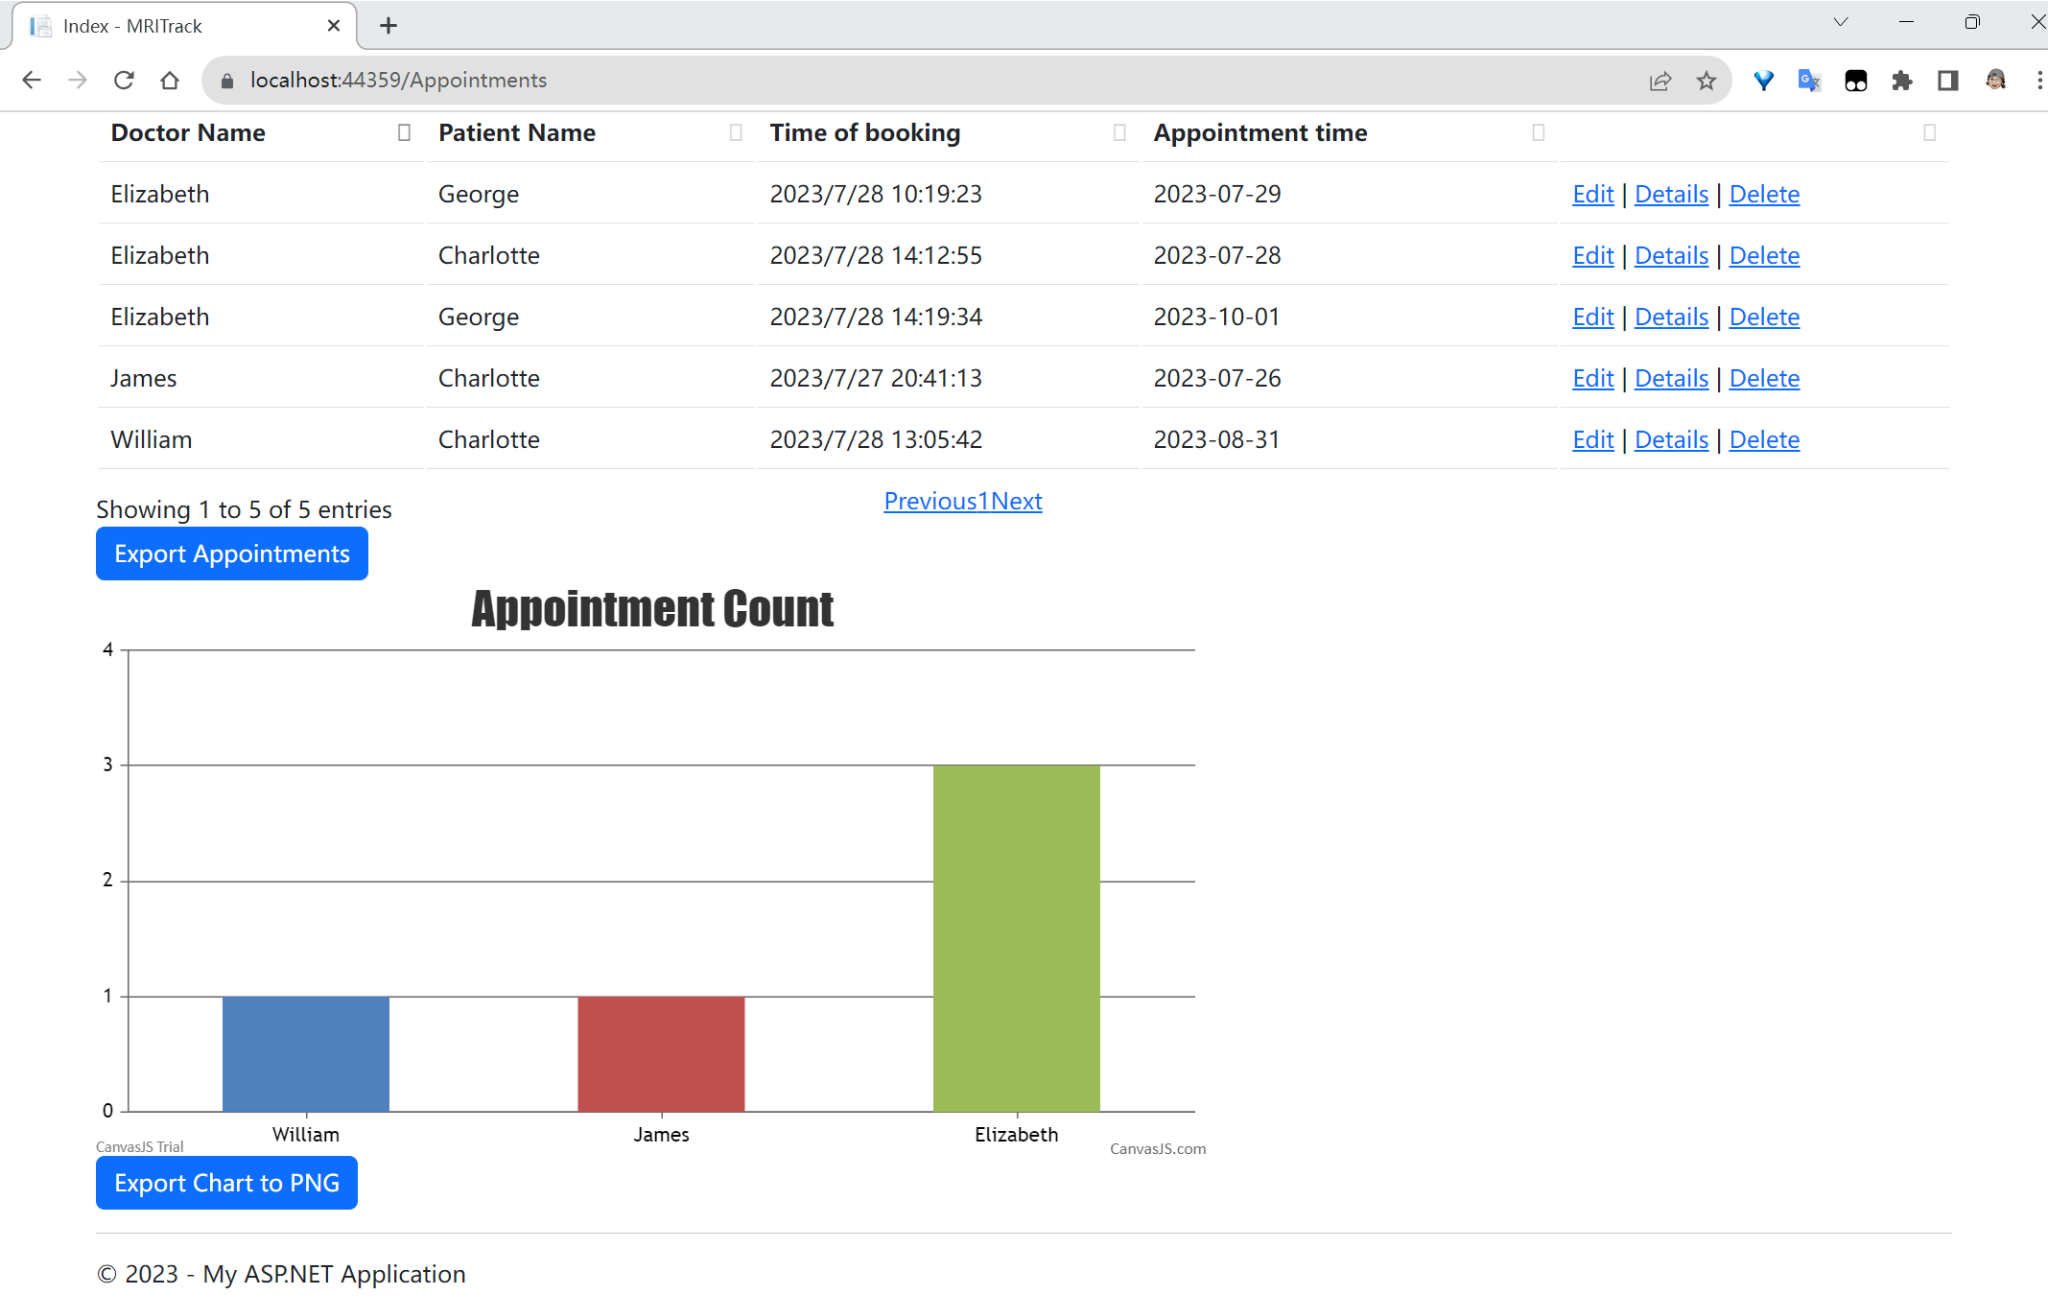 Index - MRITrack
localhost:44359/Appointments
Doctor Name Patient Name Time of booking Appointment time
Elizabeth George 2023/7/28 10:19:23 2023-07-29 Edit | Details | Delete
Elizabeth Charlotte 2023/7/28 14:12:55 2023-07-28 Edit | Details | Delete
Elizabeth George 2023/7/28 14:19:34 2023-10-01 Edit | Details | Delete
James Charlotte 2023/7/27 20:41:13 2023-07-26 Edit | Details | Delete
William Charlotte 2023/7/28 13:05:42 2023-08-31 Edit | Details | Delete
Showing 1 to 5 of 5 entries Previous1Next
Export Appointments
Appointment Count
4
3
2
1
0
William James Elizabeth
CanvasJS Trial CanvasJS.com
Export Chart to PNG
© 2023 - My ASP.NET Application